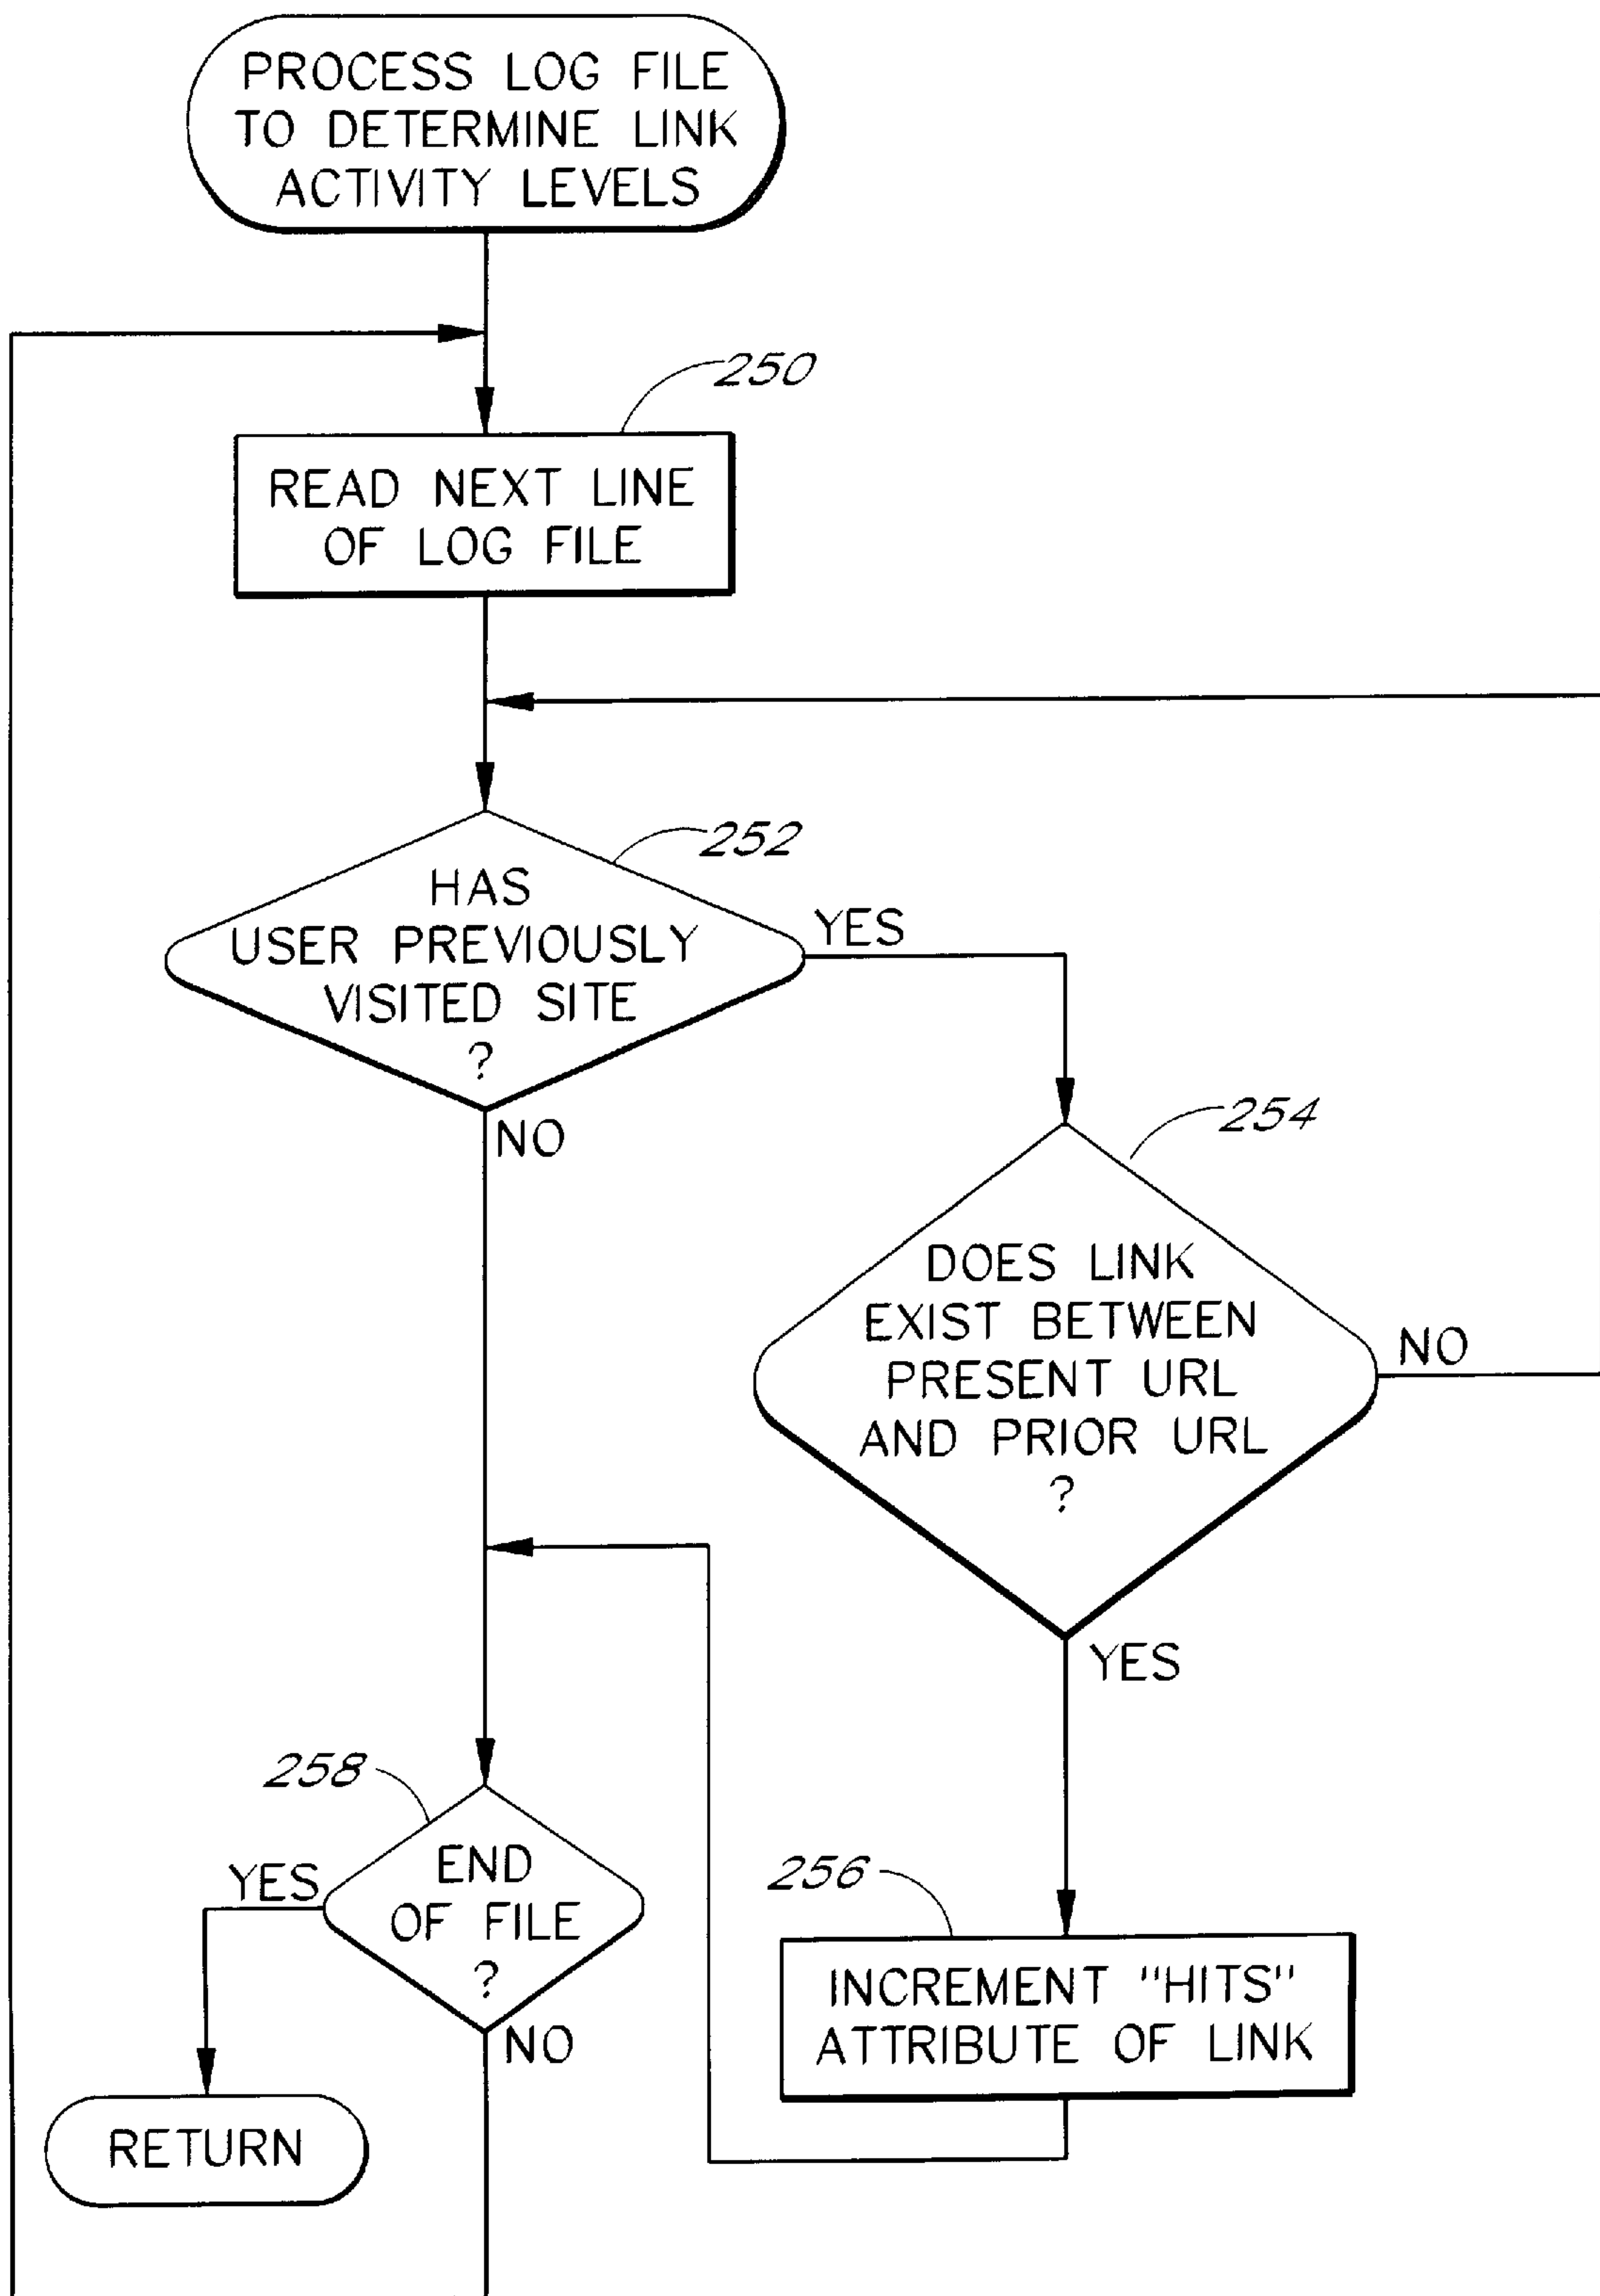 PROCESS LOG FILE
TO DETERMINE LINK
ACTIVITY LEVELS
250
READ NEXT LINE
OF LOG FILE
252
HAS
USER PREVIOUSLY
VISITED SITE
?
YES
NO
254
DOES LINK
EXIST BETWEEN
PRESENT URL
AND PRIOR URL
?
NO
YES
258
END
OF FILE
?
YES
NO
256
INCREMENT "HITS"
ATTRIBUTE OF LINK
RETURN